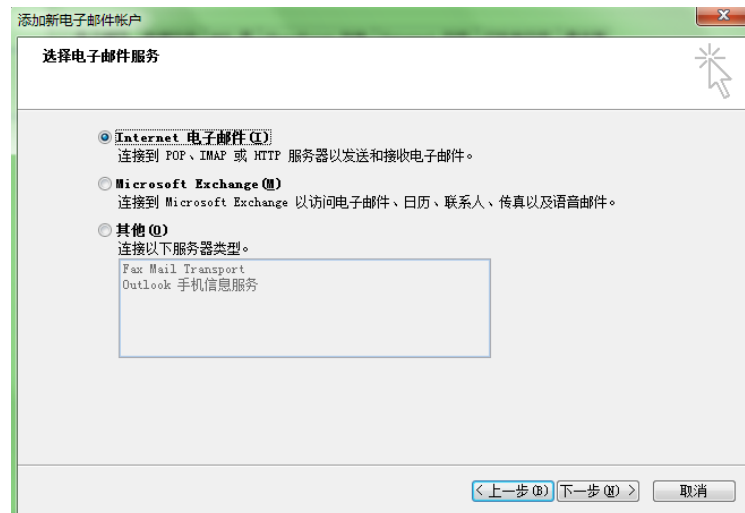 添加新电子邮件帐户
选择电子邮件服务
Internet 电子邮件(I)
连接到 POP、IMAP 或 HTTP 服务器以发送和接收电子邮件。
Microsoft Exchange(M)
连接到 Microsoft Exchange 以访问电子邮件、日历、联系人、传真以及语音邮件。
其他(O)
连接以下服务器类型。
Fax Mail Transport
Outlook 手机信息服务
< 上一步(B) 下一步(N) > 取消